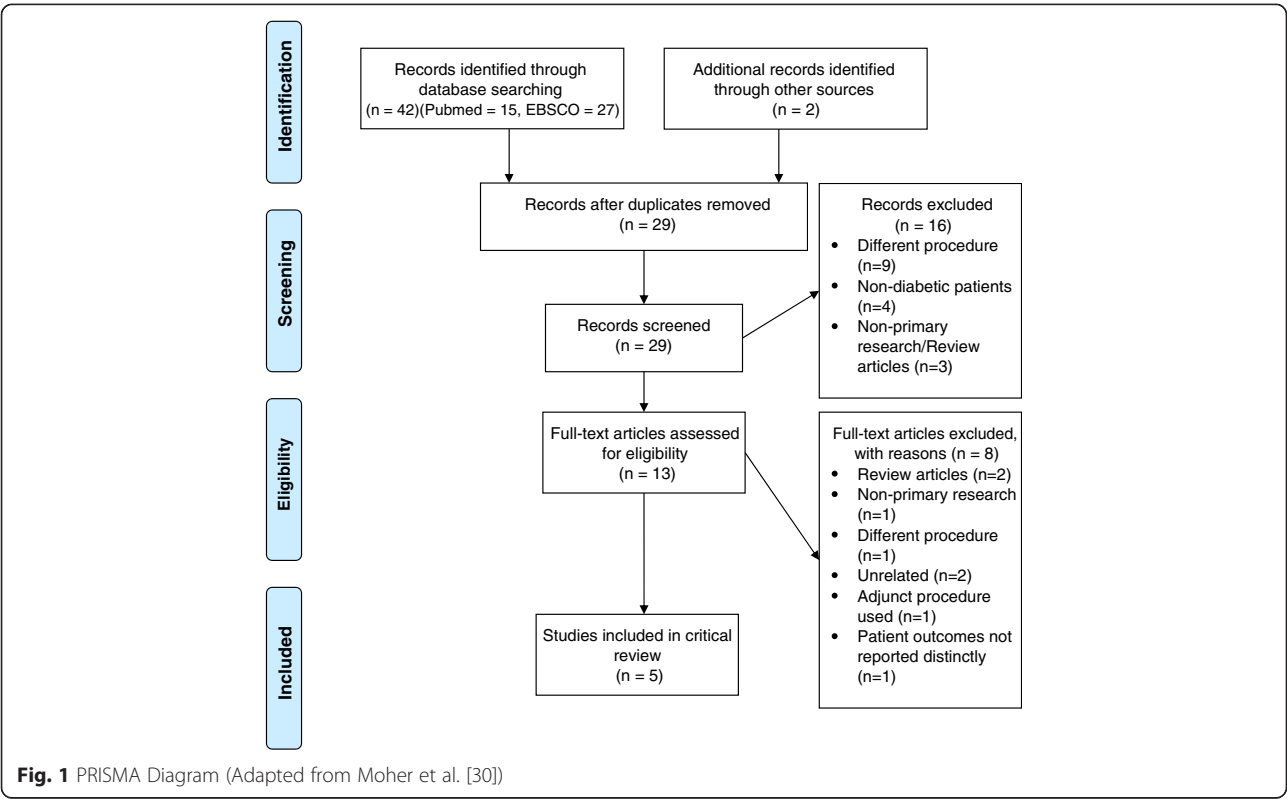 Identification
Records identified through
database searching
(n = 42)(Pubmed = 15, EBSCO = 27)
Additional records identified
through other sources
(n = 2)
Records after duplicates removed
(n = 29)
Screening
Records screened
(n = 29)
Records excluded
(n = 16)
• Different procedure
(n=9)
• Non-diabetic patients
(n=4)
• Non-primary
research/Review
articles (n=3)
Eligibility
Full-text articles assessed
for eligibility
(n = 13)
Full-text articles excluded,
with reasons (n = 8)
• Review articles (n=2)
• Non-primary research
(n=1)
• Different procedure
(n=1)
• Unrelated (n=2)
• Adjunct procedure
used (n=1)
• Patient outcomes not
reported distinctly
(n=1)
Included
Studies included in critical
review
(n = 5)
Fig. 1 PRISMA Diagram (Adapted from Moher et al. [30])